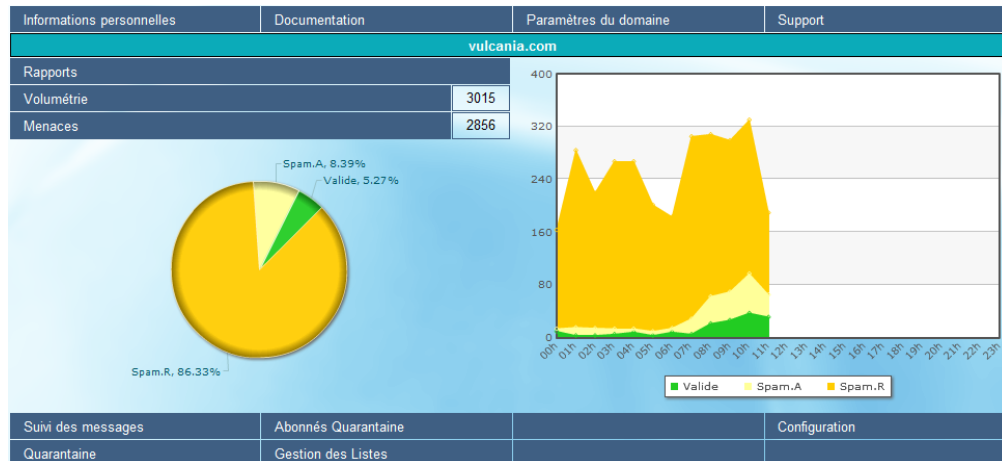 Informations personnelles Documentation Paramètres du domaine Support
vulcania.com
Rapports
Volumétrie 3015
Menaces 2856
Spam.A, 8.39%
Valide, 5.27%
Spam.R, 86.33%
400
320
240
160
80
0
00h 01h 02h 03h 04h 05h 06h 07h 08h 09h 10h 11h 12h 13h 14h 15h 16h 17h 18h 19h 20h 21h 22h 23h
Valide Spam.A Spam.R
Suivi des messages Abonnés Quarantaine Configuration
Quarantaine Gestion des Listes